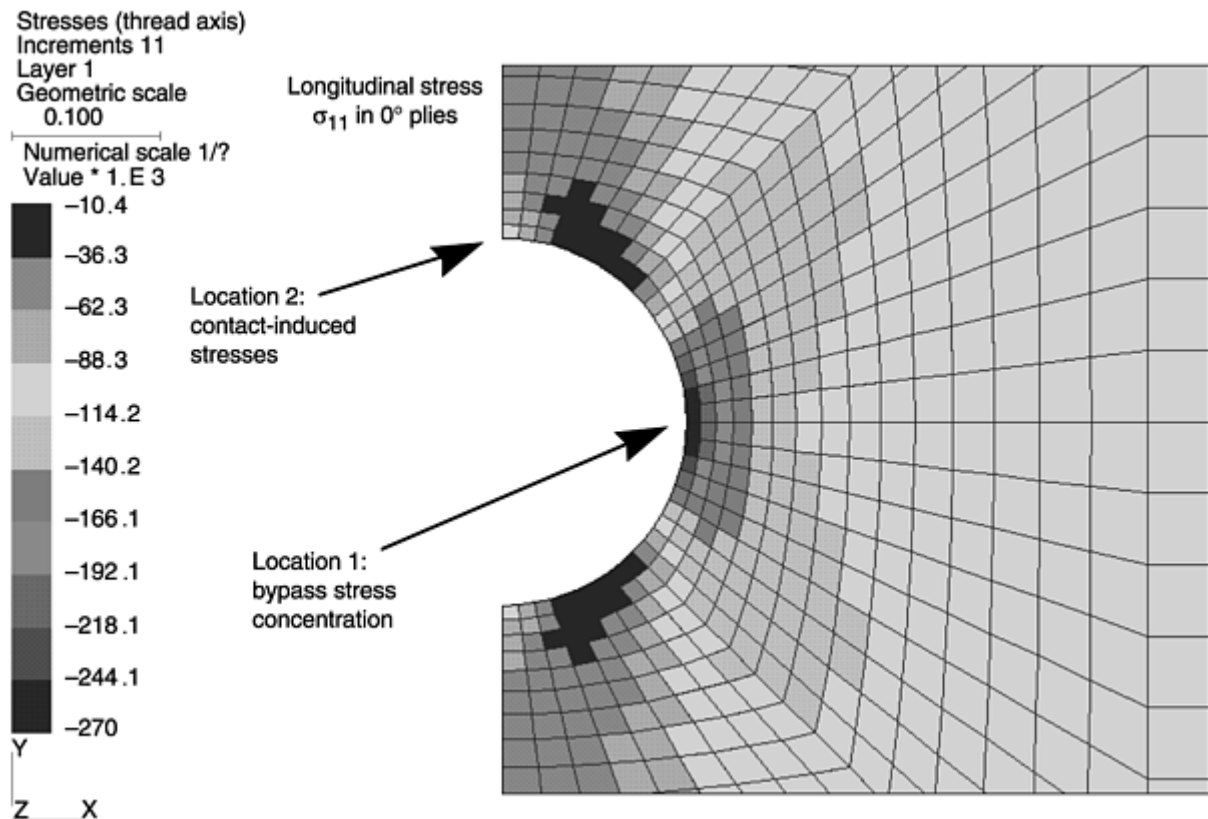 Stresses (thread axis)
Increments 11
Layer 1
Geometric scale
0.100
Numerical scale 1/?
Value * 1.E 3
−10.4
−36.3
−62.3
−88.3
−114.2
−140.2
−166.1
−192.1
−218.1
−244.1
−270
Y
Z X
Longitudinal stress
σ11 in 0° plies
Location 2:
contact-induced
stresses
Location 1:
bypass stress
concentration